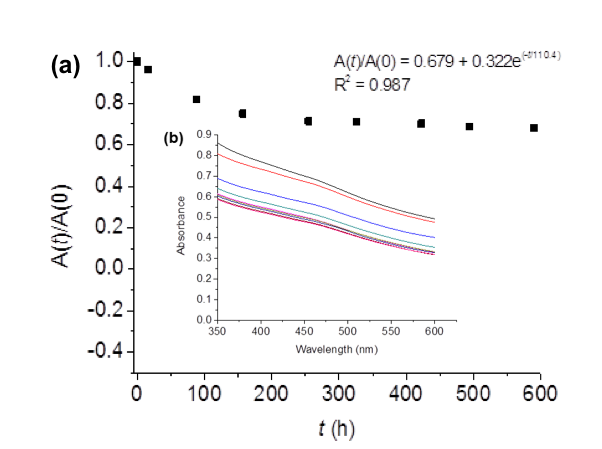 (a)
A(t)/A(0) = 0.679 + 0.322e^(-t/110.4)
R² = 0.987
1.0
0.8
0.6
0.4
0.2
0.0
-0.2
-0.4
A(t)/A(0)
0 100 200 300 400 500 600
t (h)
(b)
0.9
0.8
0.7
0.6
0.5
0.4
0.3
0.2
0.1
0.0
Absorbance
350 400 450 500 550 600
Wavelength (nm)